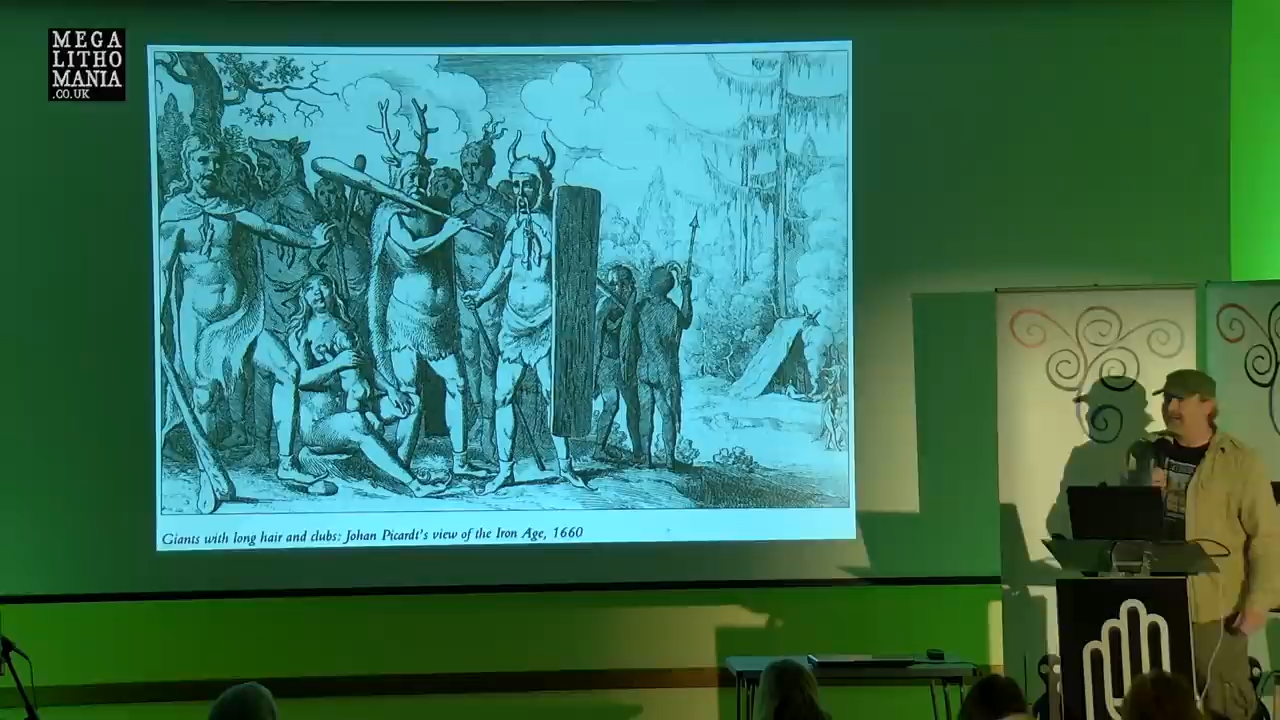 MEGA
LITHO
MANIA
.CO.UK
Giants with long hair and clubs: Johan Picardt's view of the Iron Age, 1660